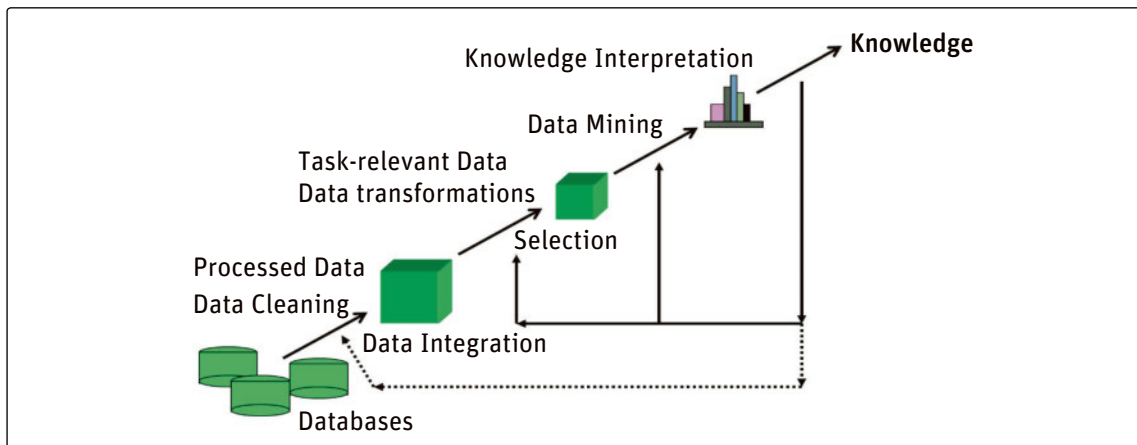 Knowledge
Knowledge Interpretation
Data Mining
Task-relevant Data
Data transformations
Selection
Processed Data
Data Cleaning
Data Integration
Databases